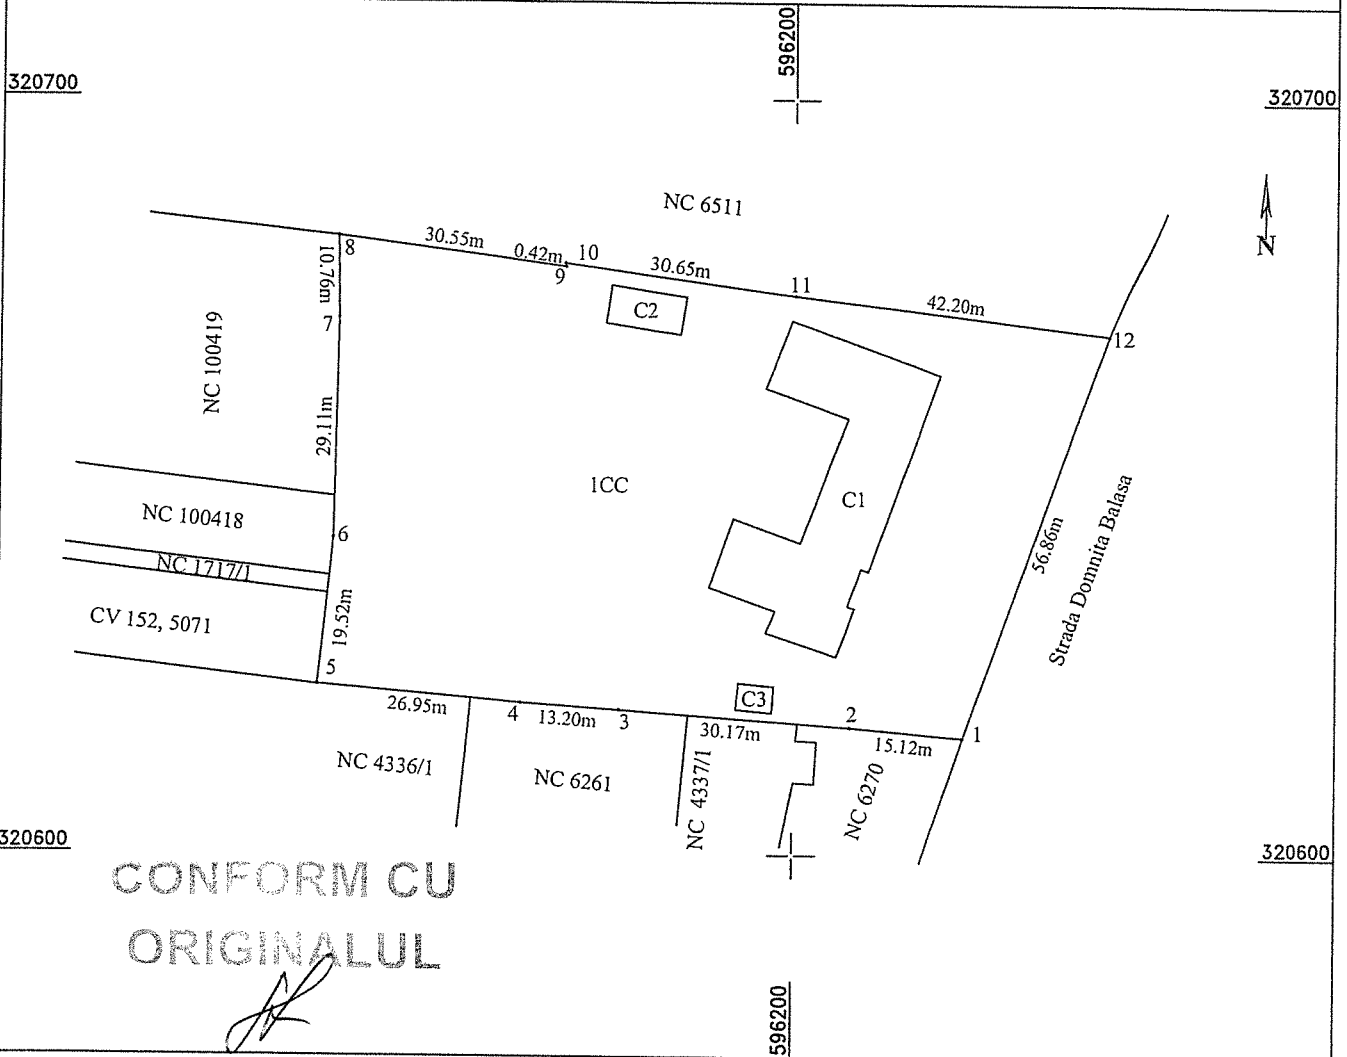 596200
320700
320700
NC 6511
N
8
30.55m
0.42m
10
9
30.65m
11
42.20m
12
10.76m
7
C2
NC 100419
29.11m
1CC
C1
NC 100418
6
NC 1717/1
56.86m
Strada Domnita Balasa
CV 152, 5071
19.52m
5
26.95m
4
13.20m
3
C3
30.17m
2
15.12m
1
NC 4336/1
NC 6261
NC 4337/1
NC 6270
320600
320600
CONFORM CU
ORIGINALUL
596200